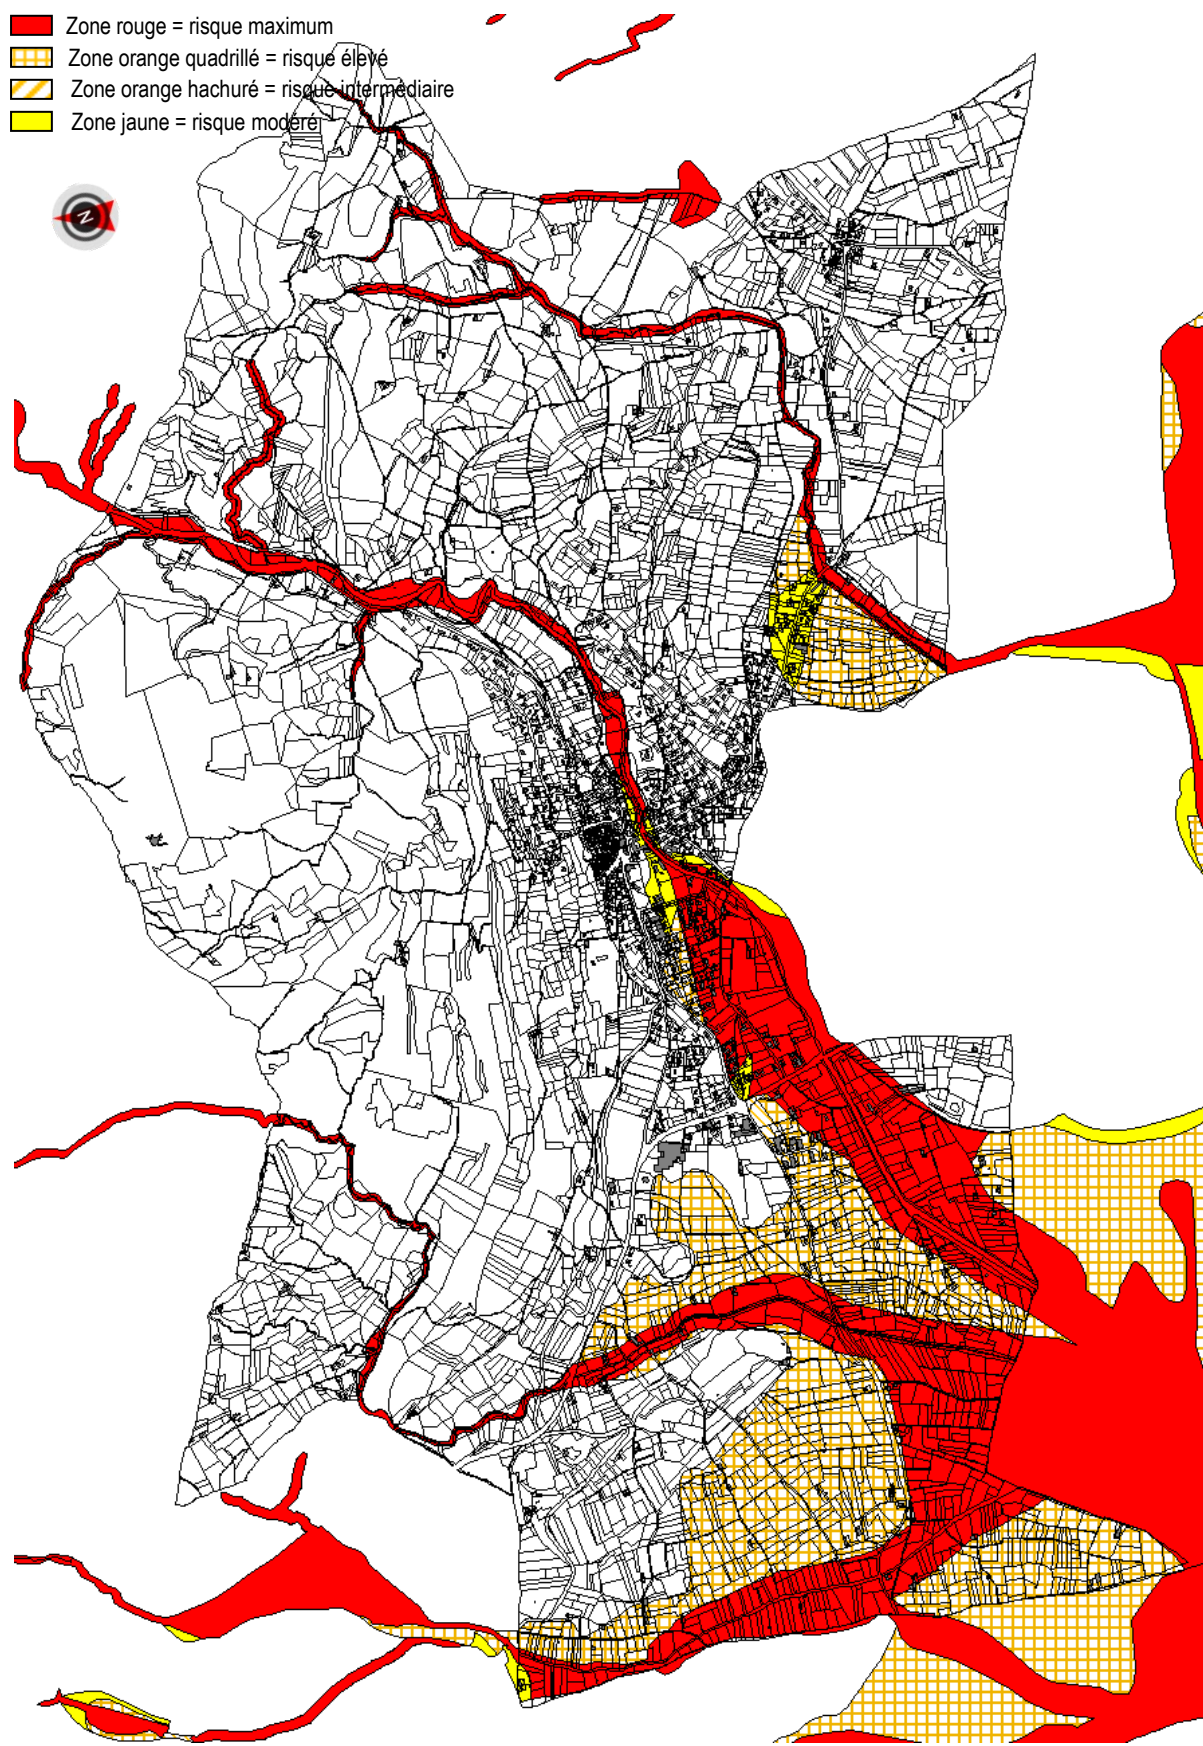 Zone rouge = risque maximum
Zone orange quadrillé = risque élevé
Zone orange hachuré = risque intermédiaire
Zone jaune = risque modéré
N